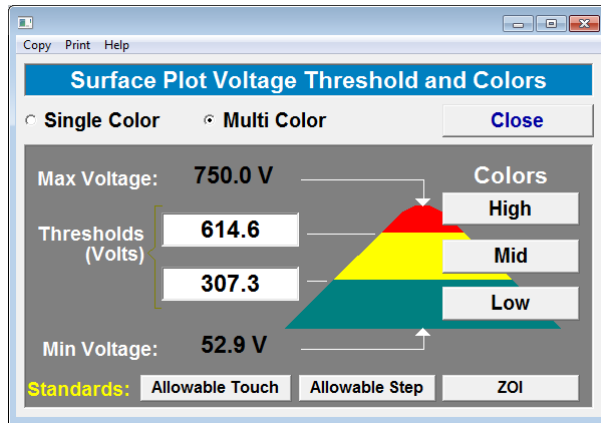 Copy Print Help
Surface Plot Voltage Threshold and Colors
Single Color Multi Color Close
Max Voltage: 750.0 V Colors
High
Thresholds 614.6
(Volts) Mid
307.3
Low
Min Voltage: 52.9 V
Standards: Allowable Touch Allowable Step ZOI